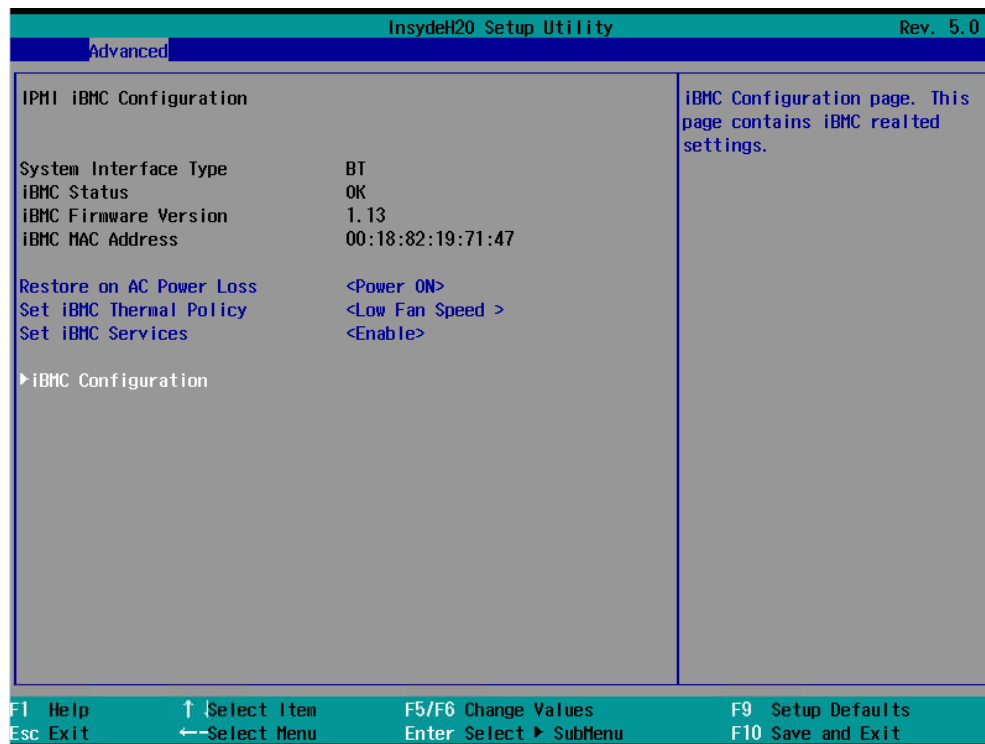 InsydeH20 Setup Utility Rev. 5.0
Advanced
IPMI iBMC Configuration
System Interface Type BT
iBMC Status OK
iBMC Firmware Version 1.13
iBMC MAC Address 00:18:82:19:71:47
Restore on AC Power Loss <Power ON>
Set iBMC Thermal Policy <Low Fan Speed >
Set iBMC Services <Enable>
▶iBMC Configuration
iBMC Configuration page. This
page contains iBMC realted
settings.
F1 Help ↑↓Select Item F5/F6 Change Values F9 Setup Defaults
Esc Exit ←→Select Menu Enter Select ▶ SubMenu F10 Save and Exit